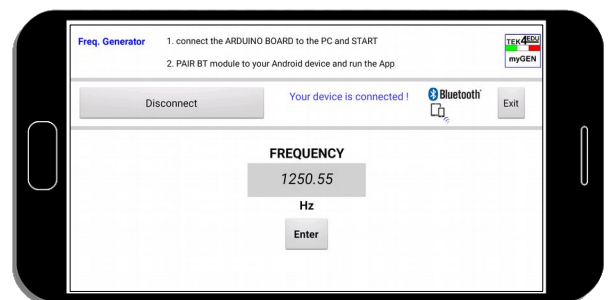 Freq. Generator
1. connect the ARDUINO BOARD to the PC and START
2. PAIR BT module to your Android device and run the App
TEK4EDU
myGEN
Disconnect
Your device is connected !
Bluetooth
Exit
FREQUENCY
1250.55
Hz
Enter